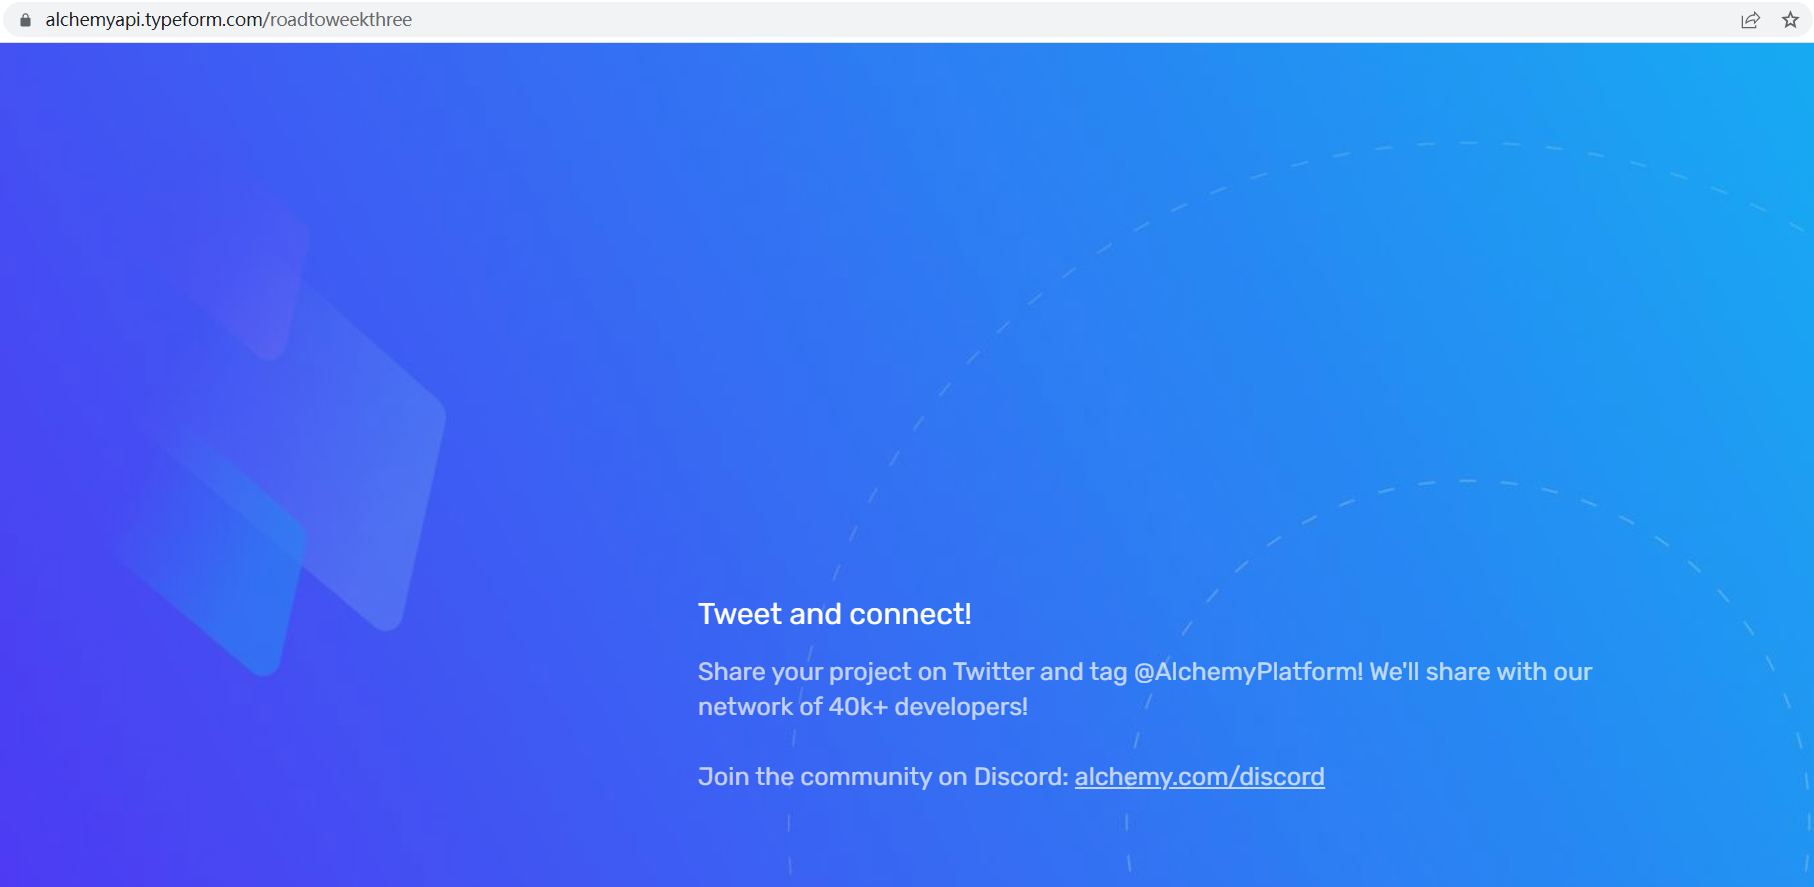 alchemyapi.typeform.com/roadtoweekthree
Tweet and connect!
Share your project on Twitter and tag @AlchemyPlatform! We'll share with our
network of 40k+ developers!
Join the community on Discord: alchemy.com/discord